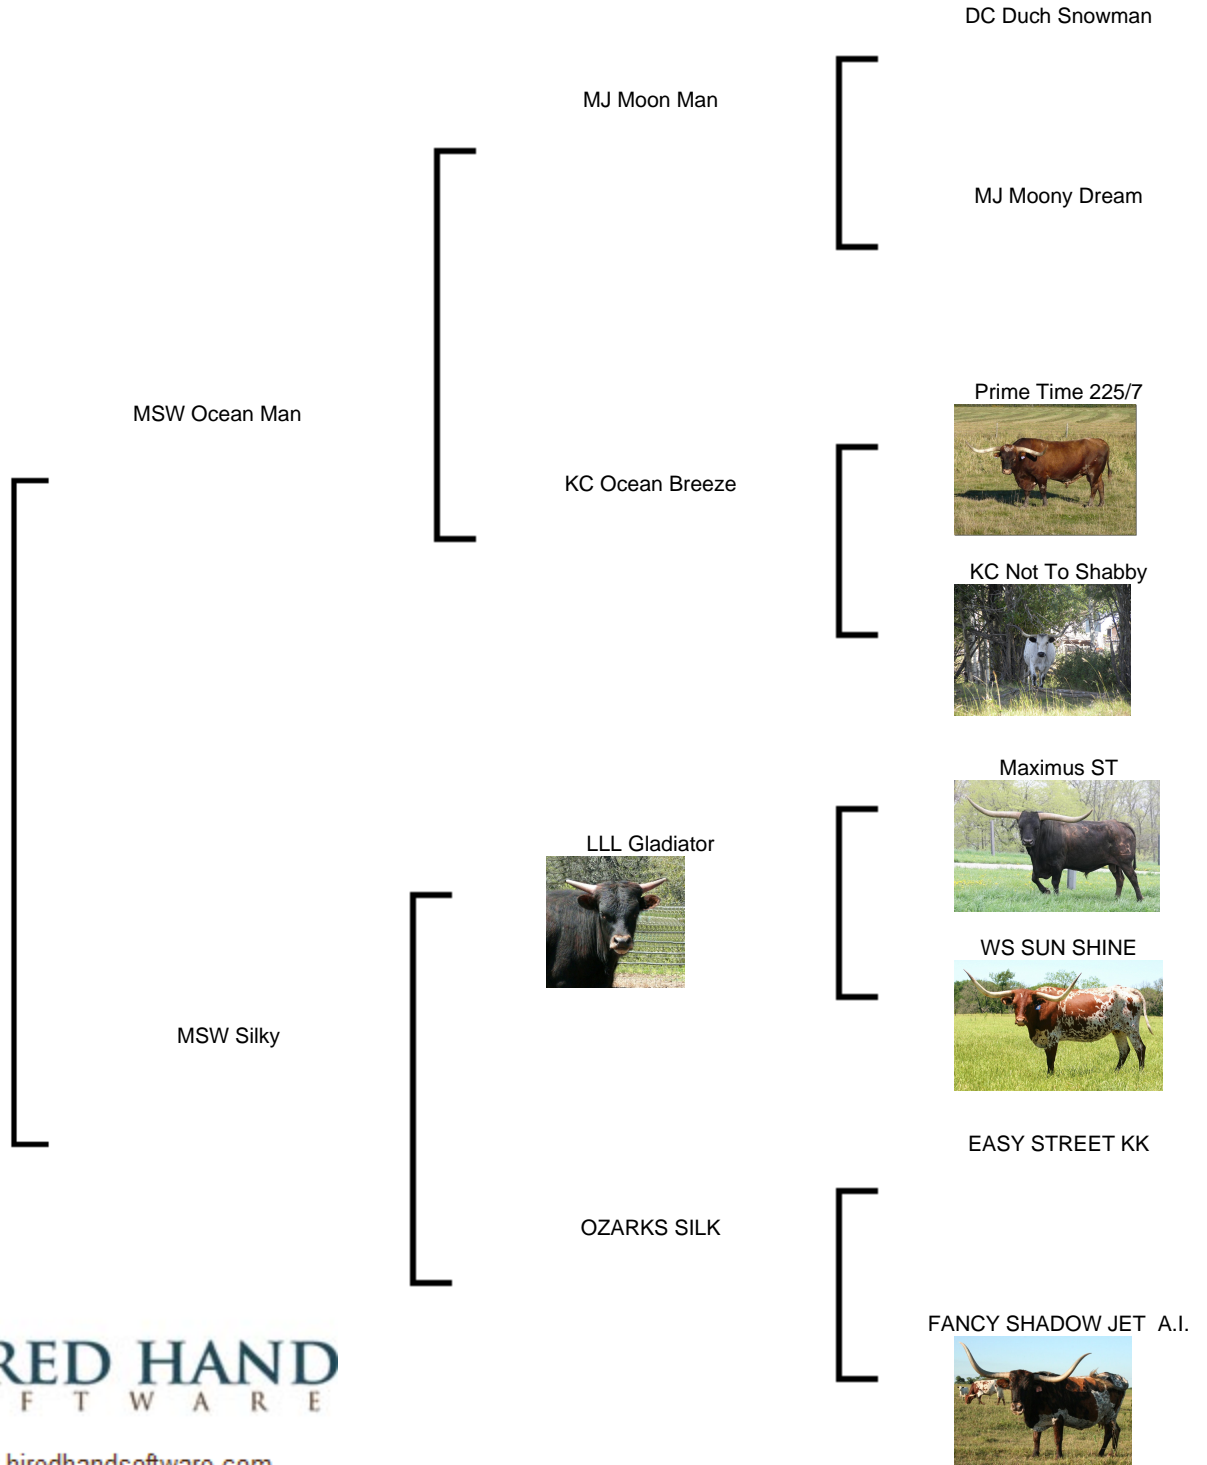 DC Duch Snowman
MJ Moon Man
MJ Moony Dream
Prime Time 225/7
MSW Ocean Man
KC Ocean Breeze
KC Not To Shabby
Maximus ST
LLL Gladiator
WS SUN SHINE
MSW Silky
EASY STREET KK
OZARKS SILK
FANCY SHADOW JET A.I.
RED HAND
F T W A R E
hiredhandsoftware.com